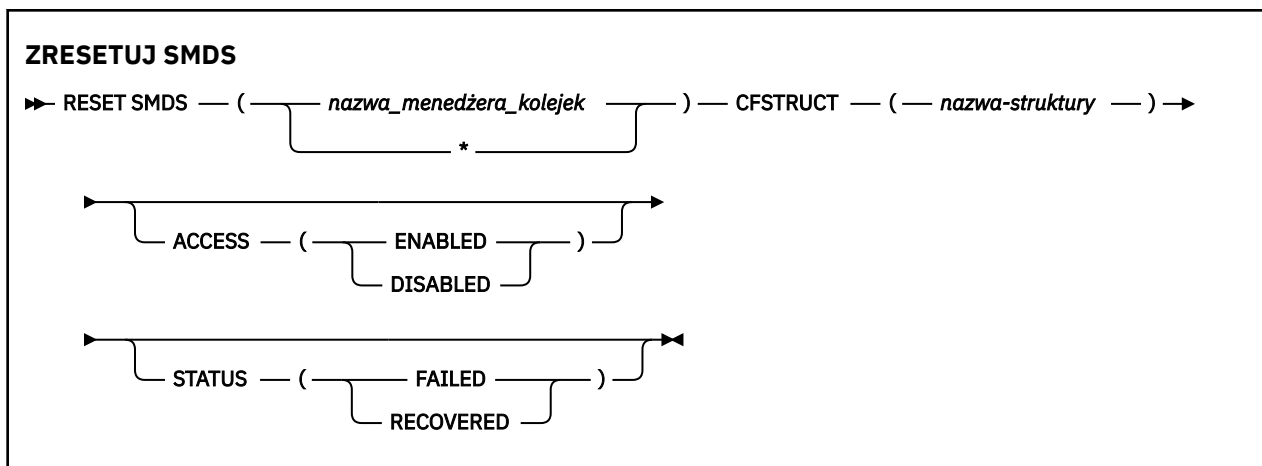 ZRESETUJ SMDS
RESET SMDS ( nazwa_menedżera_kolejek ) CFSTRUCT ( nazwa-struktury )
*
ACCESS ( ENABLED )
DISABLED
STATUS ( FAILED )
RECOVERED